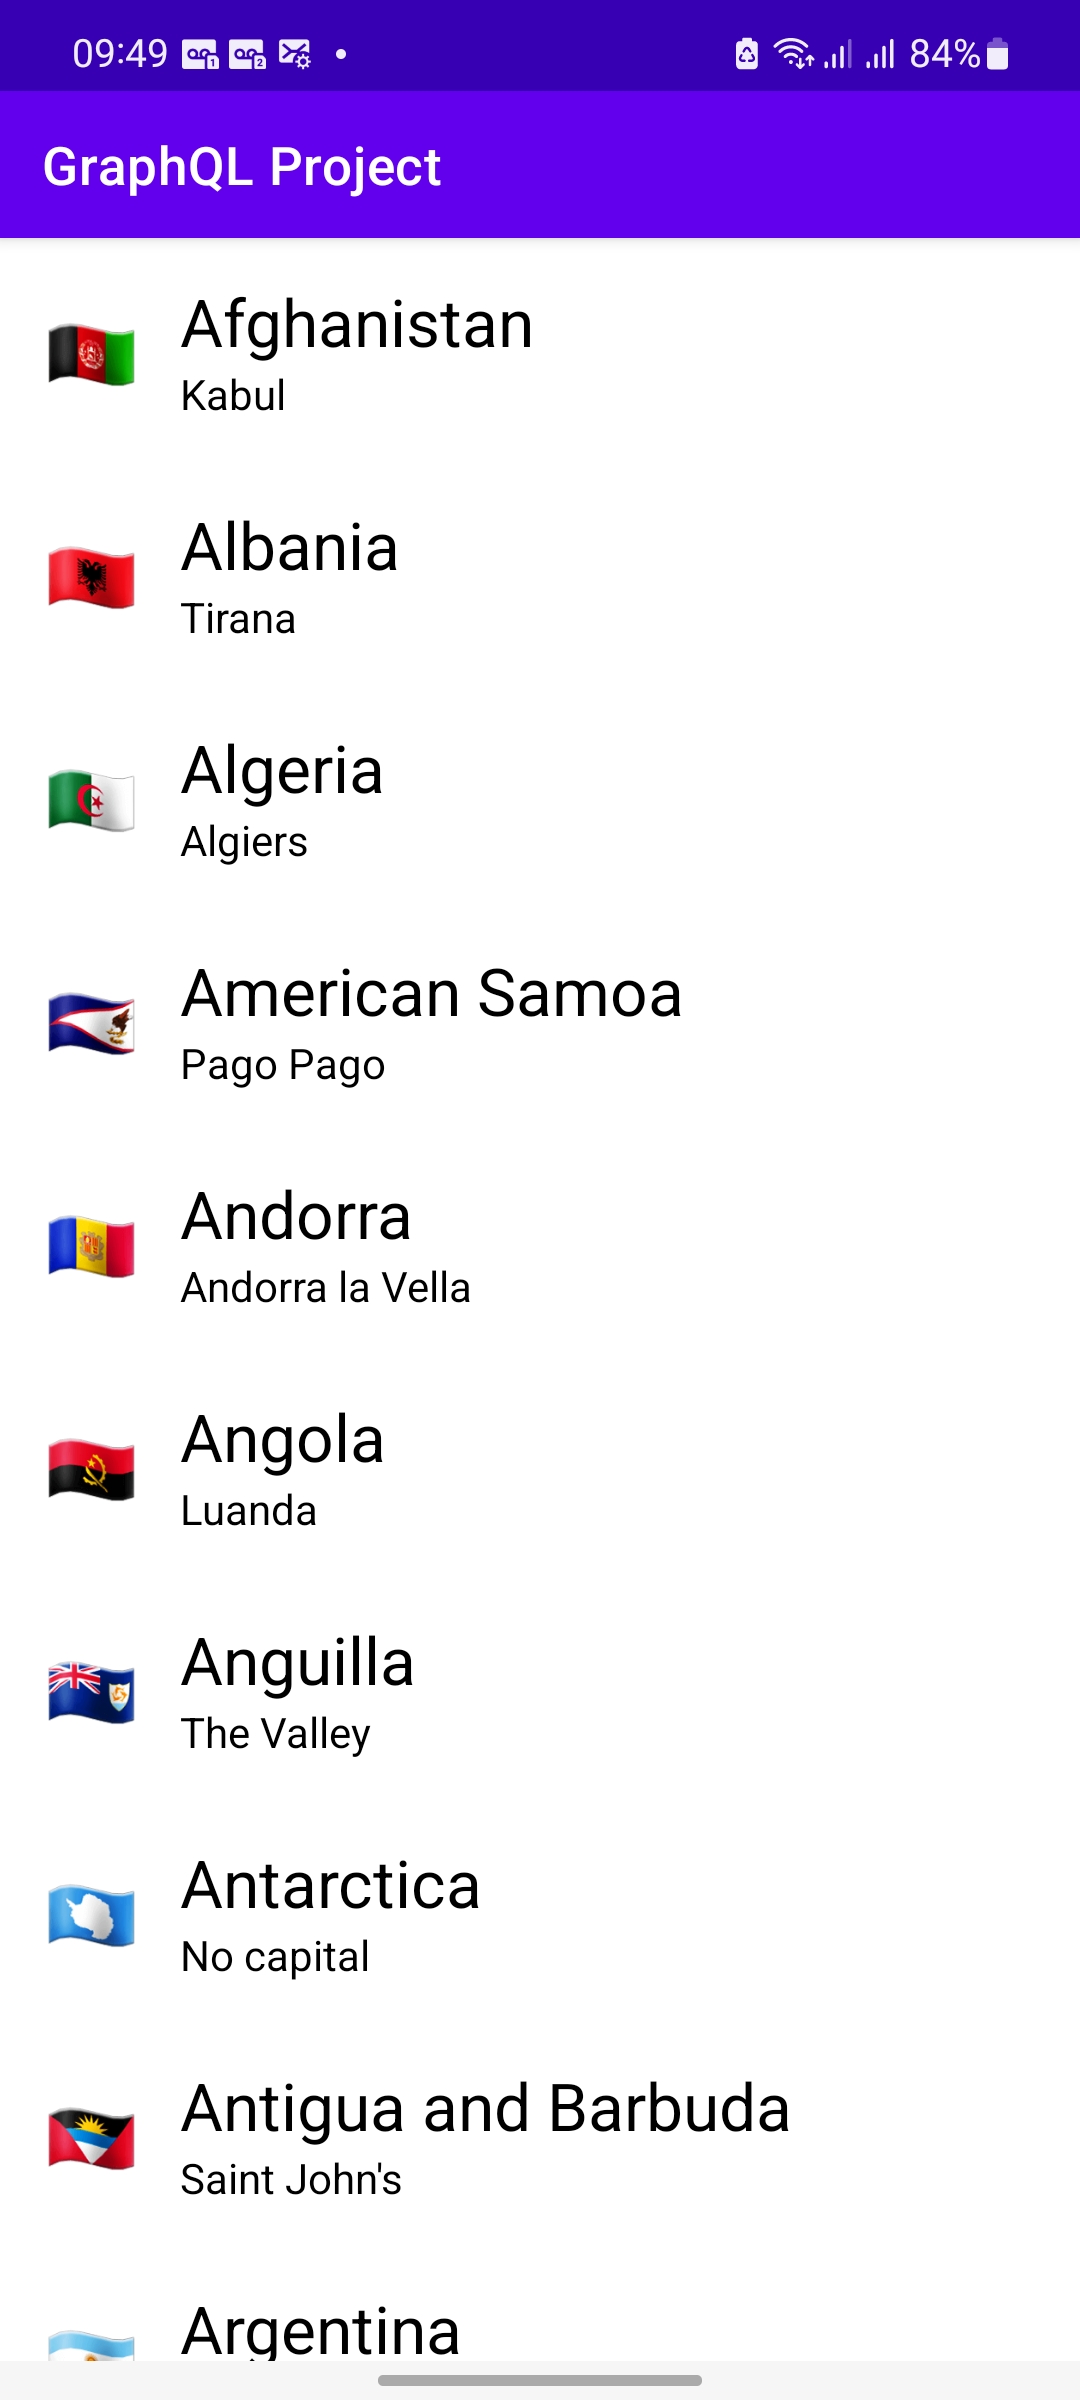 09:49 84%
GraphQL Project
Afghanistan
Kabul
Albania
Tirana
Algeria
Algiers
American Samoa
Pago Pago
Andorra
Andorra la Vella
Angola
Luanda
Anguilla
The Valley
Antarctica
No capital
Antigua and Barbuda
Saint John's
Argentina